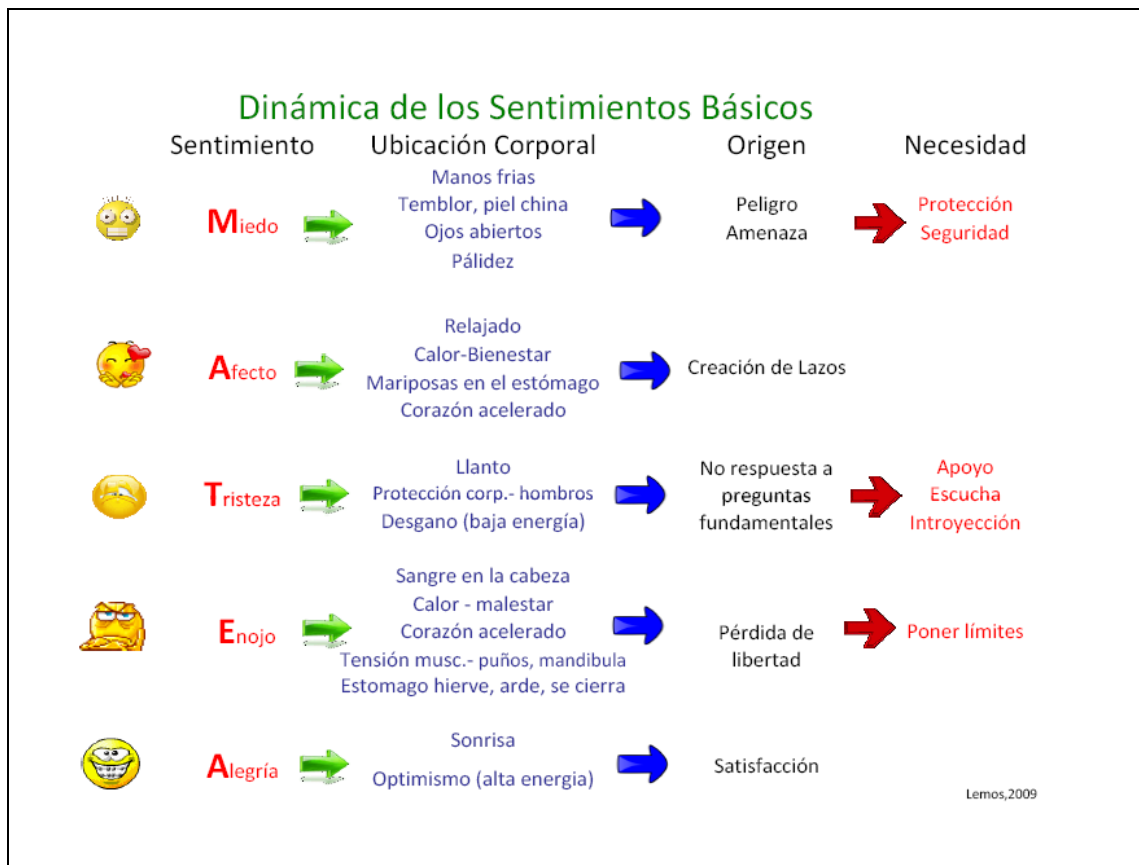 Dinámica de los Sentimientos Básicos
Sentimiento Ubicación Corporal Origen Necesidad
Miedo
Manos frias
Temblor, piel china
Ojos abiertos
Pálidez
Peligro
Amenaza
Protección
Seguridad
Afecto
Relajado
Calor-Bienestar
Mariposas en el estómago
Corazón acelerado
Creación de Lazos
Tristeza
Llanto
Protección corp.- hombros
Desgano (baja energía)
No respuesta a
preguntas
fundamentales
Apoyo
Escucha
Introyección
Enojo
Sangre en la cabeza
Calor - malestar
Corazón acelerado
Tensión musc.- puños, mandibula
Estomago hierve, arde, se cierra
Pérdida de
libertad
Poner límites
Alegría
Sonrisa
Optimismo (alta energia)
Satisfacción
Lemos,2009